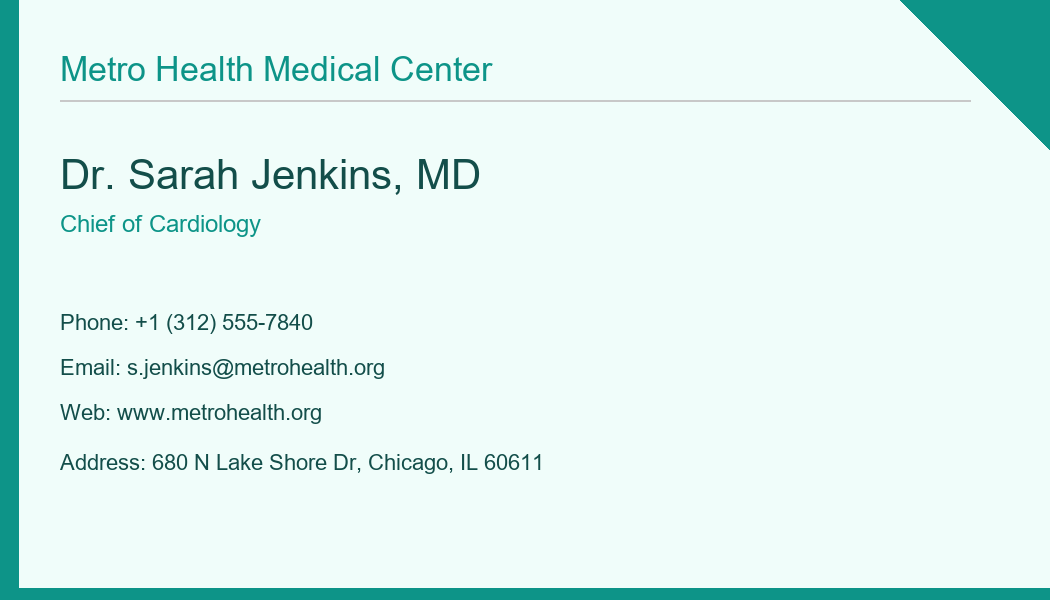 Metro Health Medical Center
Dr. Sarah Jenkins, MD
Chief of Cardiology
Phone: +1 (312) 555-7840
Email: s.jenkins@metrohealth.org
Web: www.metrohealth.org
Address: 680 N Lake Shore Dr, Chicago, IL 60611